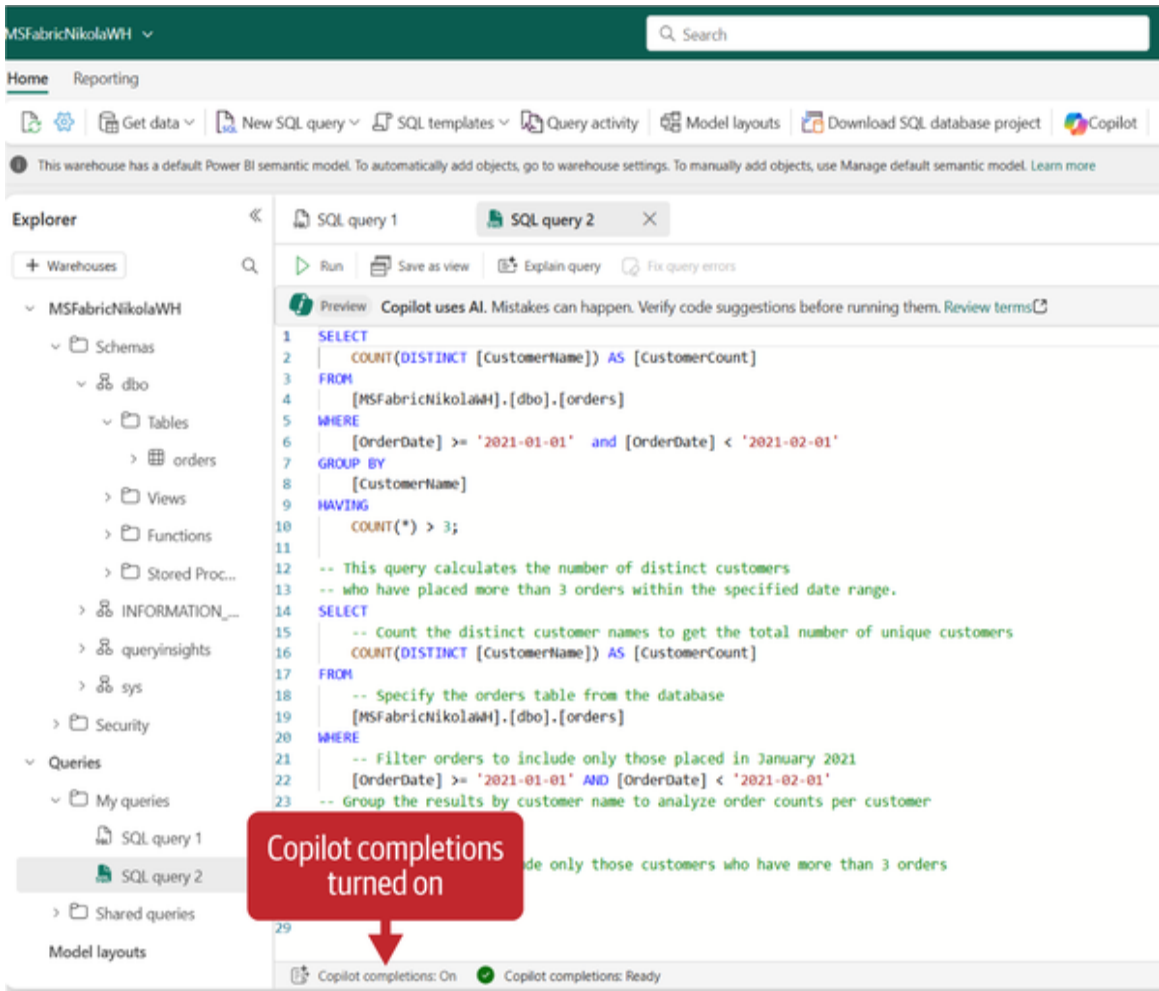 MSFabricNikolaWH
Search
Home Reporting
Get data New SQL query SQL templates Query activity Model layouts Download SQL database project Copilot
This warehouse has a default Power BI semantic model. To automatically add objects, go to warehouse settings. To manually add objects, use Manage default semantic model. Learn more
Explorer
+ Warehouses
MSFabricNikolaWH
Schemas
dbo
Tables
orders
Views
Functions
Stored Proc...
INFORMATION_...
queryinsights
sys
Security
Queries
My queries
SQL query 1
SQL query 2
Shared queries
Model layouts
SQL query 1 SQL query 2
Run Save as view Explain query Fix query errors
Preview Copilot uses AI. Mistakes can happen. Verify code suggestions before running them. Review terms
1 SELECT
2 COUNT(DISTINCT [CustomerName]) AS [CustomerCount]
3 FROM
4 [MSFabricNikolaWH].[dbo].[orders]
5 WHERE
6 [OrderDate] >= '2021-01-01' and [OrderDate] < '2021-02-01'
7 GROUP BY
8 [CustomerName]
9 HAVING
10 COUNT(*) > 3;
11
12 -- This query calculates the number of distinct customers
13 -- who have placed more than 3 orders within the specified date range.
14 SELECT
15 -- Count the distinct customer names to get the total number of unique customers
16 COUNT(DISTINCT [CustomerName]) AS [CustomerCount]
17 FROM
18 -- Specify the orders table from the database
19 [MSFabricNikolaWH].[dbo].[orders]
20 WHERE
21 -- Filter orders to include only those placed in January 2021
22 [OrderDate] >= '2021-01-01' AND [OrderDate] < '2021-02-01'
23 -- Group the results by customer name to analyze order counts per customer
only those customers who have more than 3 orders
29
Copilot completions
turned on
Copilot completions: On Copilot completions: Ready